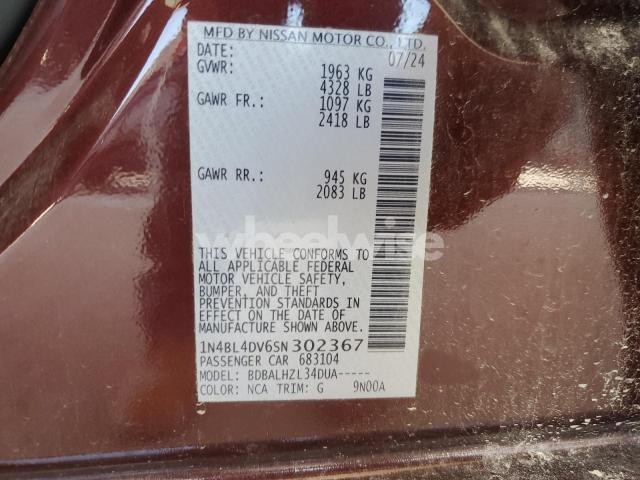 MFD BY NISSAN MOTOR CO., LTD.
DATE: 07/24
GVWR: 1963 KG
4328 LB
GAWR FR.: 1097 KG
2418 LB
GAWR RR.: 945 KG
2083 LB
wheelwise
THIS VEHICLE CONFORMS TO
ALL APPLICABLE FEDERAL
MOTOR VEHICLE SAFETY,
BUMPER, AND THEFT
PREVENTION STANDARDS IN
EFFECT ON THE DATE OF
MANUFACTURE SHOWN ABOVE.
1N4BL4DV6SN302367
PASSENGER CAR 683104
MODEL: BDBALHZL34DUA-----
COLOR: NCA TRIM: G 9N00A